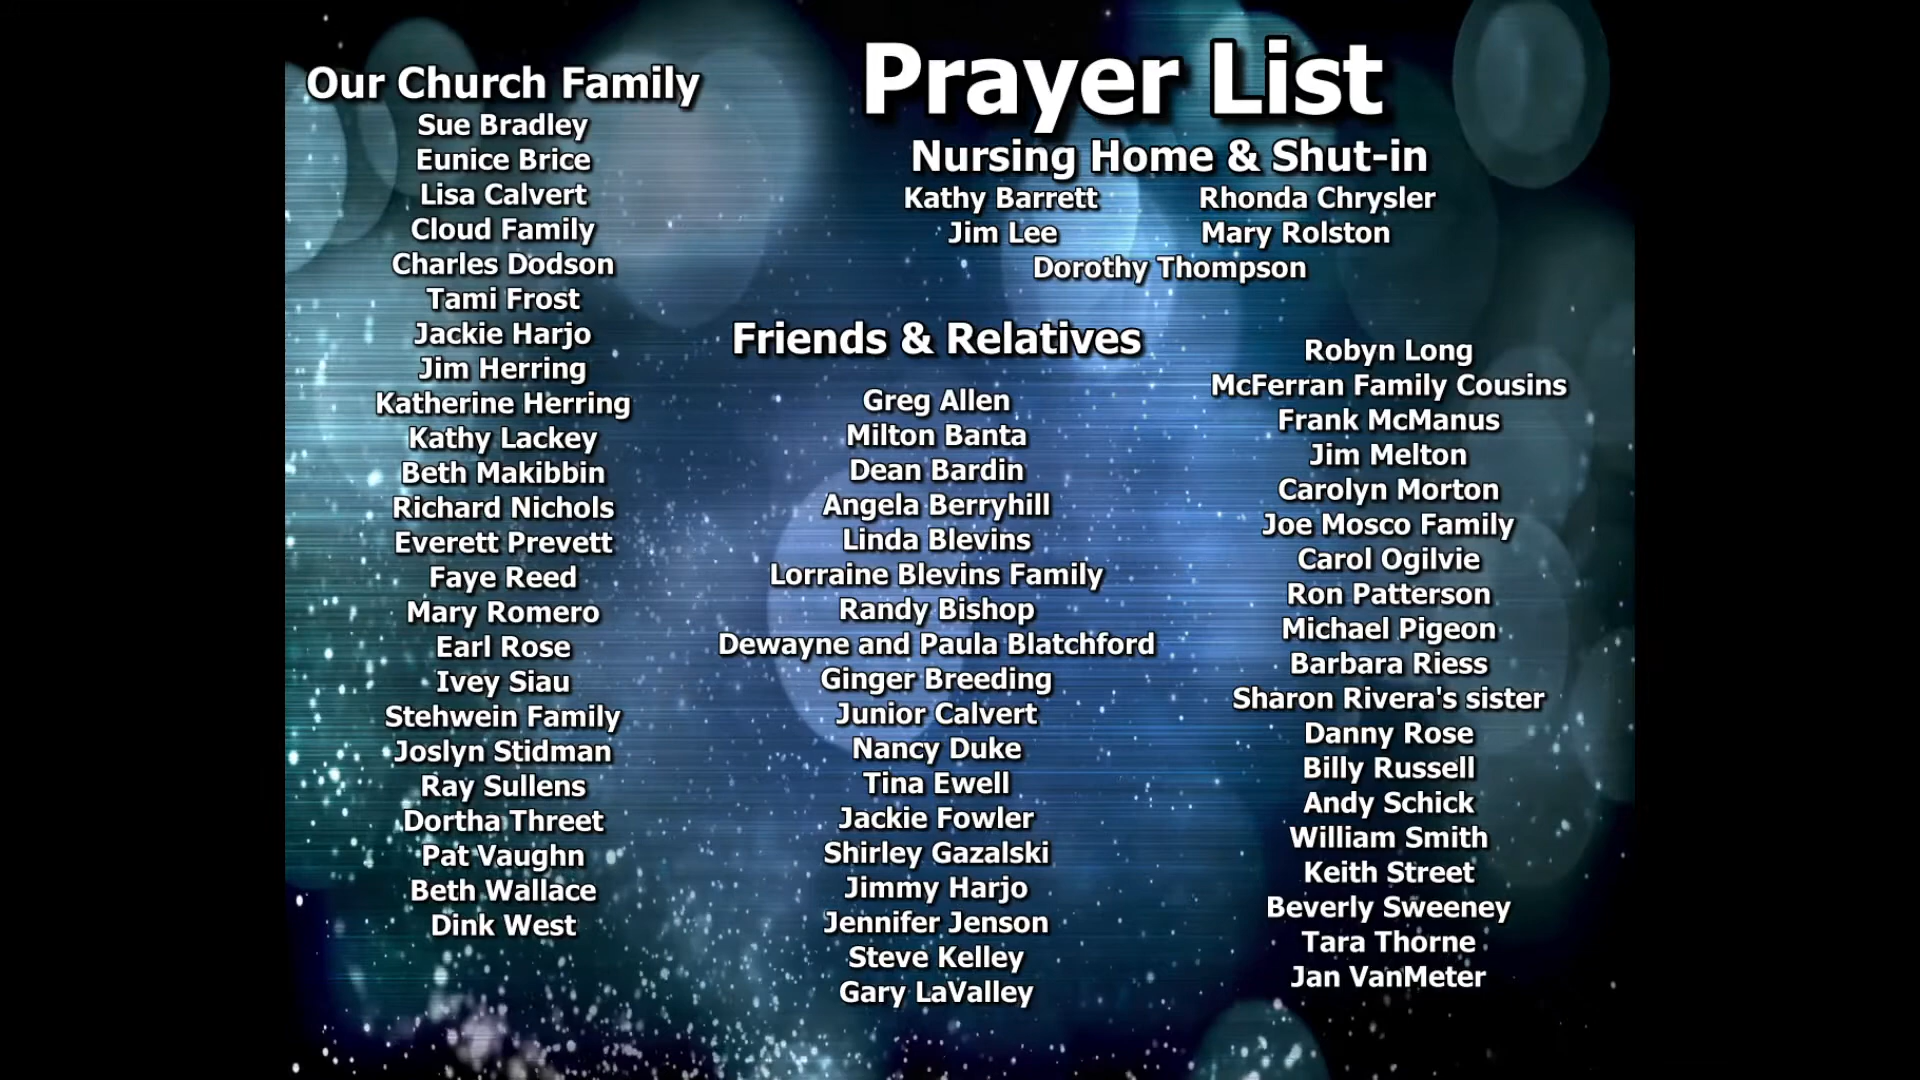 Prayer List
Our Church Family
Sue Bradley
Eunice Brice
Lisa Calvert
Cloud Family
Charles Dodson
Tami Frost
Jackie Harjo
Jim Herring
Katherine Herring
Kathy Lackey
Beth Makibbin
Richard Nichols
Everett Prevett
Faye Reed
Mary Romero
Earl Rose
Ivey Siau
Stehwein Family
Joslyn Stidman
Ray Sullens
Dortha Threet
Pat Vaughn
Beth Wallace
Dink West
Nursing Home & Shut-in
Kathy Barrett Rhonda Chrysler
Jim Lee Mary Rolston
Dorothy Thompson
Friends & Relatives
Greg Allen
Milton Banta
Dean Bardin
Angela Berryhill
Linda Blevins
Lorraine Blevins Family
Randy Bishop
Dewayne and Paula Blatchford
Ginger Breeding
Junior Calvert
Nancy Duke
Tina Ewell
Jackie Fowler
Shirley Gazalski
Jimmy Harjo
Jennifer Jenson
Steve Kelley
Gary LaValley
Robyn Long
McFerran Family Cousins
Frank McManus
Jim Melton
Carolyn Morton
Joe Mosco Family
Carol Ogilvie
Ron Patterson
Michael Pigeon
Barbara Riess
Sharon Rivera's sister
Danny Rose
Billy Russell
Andy Schick
William Smith
Keith Street
Beverly Sweeney
Tara Thorne
Jan VanMeter